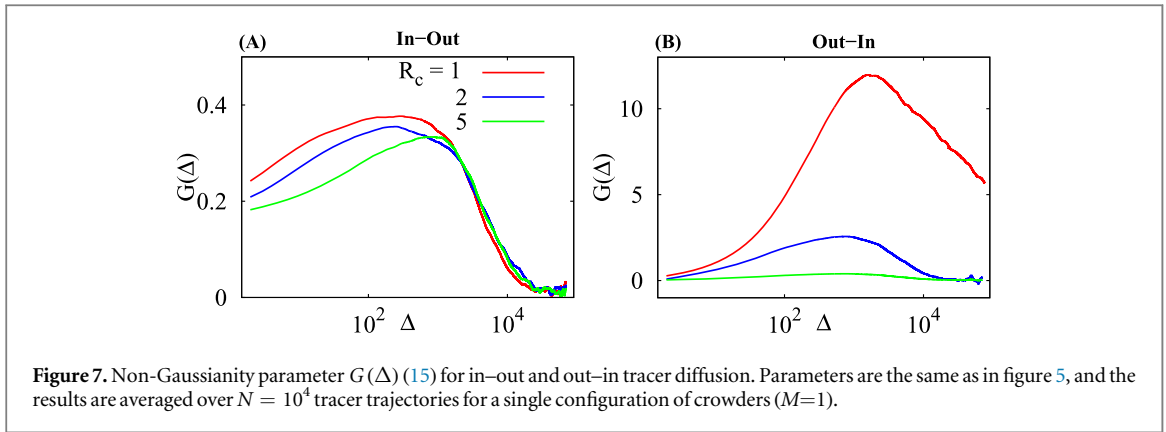 (A) In−Out
R_c = 1
2
5
0.4
0.2
0
G(Δ)
10^2 Δ 10^4
(B) Out−In
10
5
0
G(Δ)
10^2 Δ 10^4
Figure 7. Non-Gaussianity parameter G(Δ) (15) for in–out and out–in tracer diffusion. Parameters are the same as in figure 5, and the
results are averaged over N = 10^4 tracer trajectories for a single configuration of crowders (M=1).